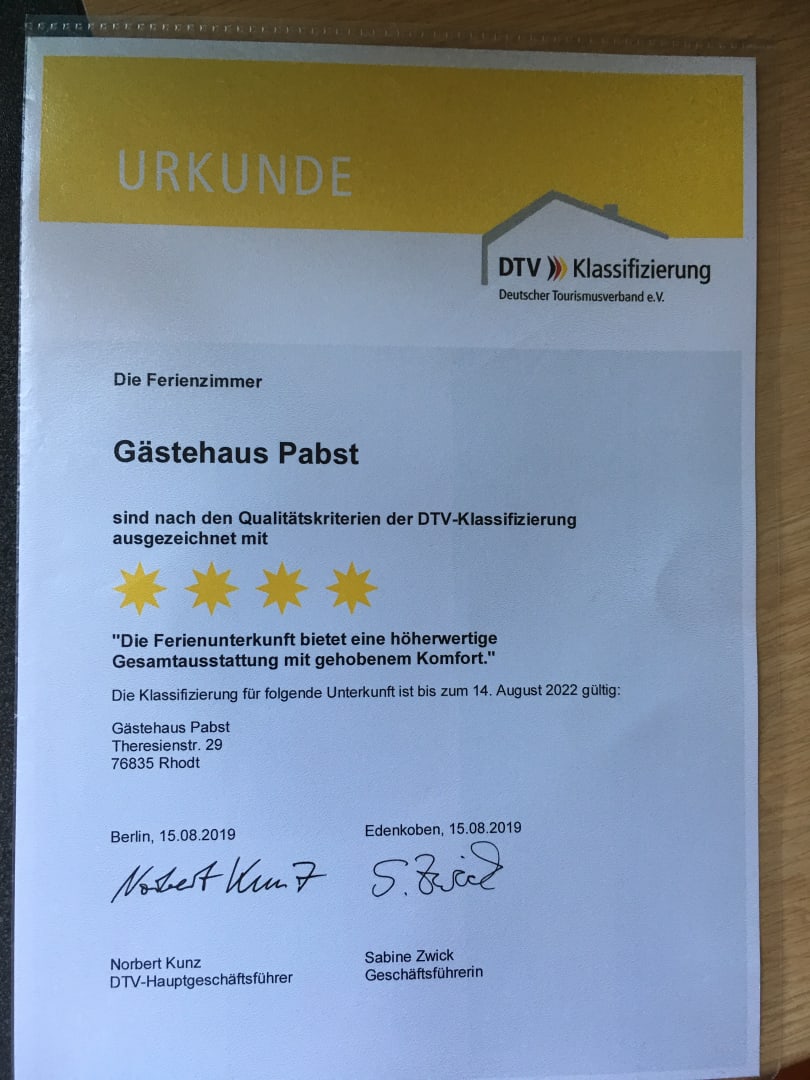 URKUNDE
DTV Klassifizierung
Deutscher Tourismusverband e.V.
Die Ferienzimmer
Gästehaus Pabst
sind nach den Qualitätskriterien der DTV-Klassifizierung
ausgezeichnet mit
"Die Ferienunterkunft bietet eine höherwertige
Gesamtausstattung mit gehobenem Komfort."
Die Klassifizierung für folgende Unterkunft ist bis zum 14. August 2022 gültig:
Gästehaus Pabst
Theresienstr. 29
76835 Rhodt
Berlin, 15.08.2019
Edenkoben, 15.08.2019
Norbert Kunz
S. Zwick
Norbert Kunz
DTV-Hauptgeschäftsführer
Sabine Zwick
Geschäftsführerin